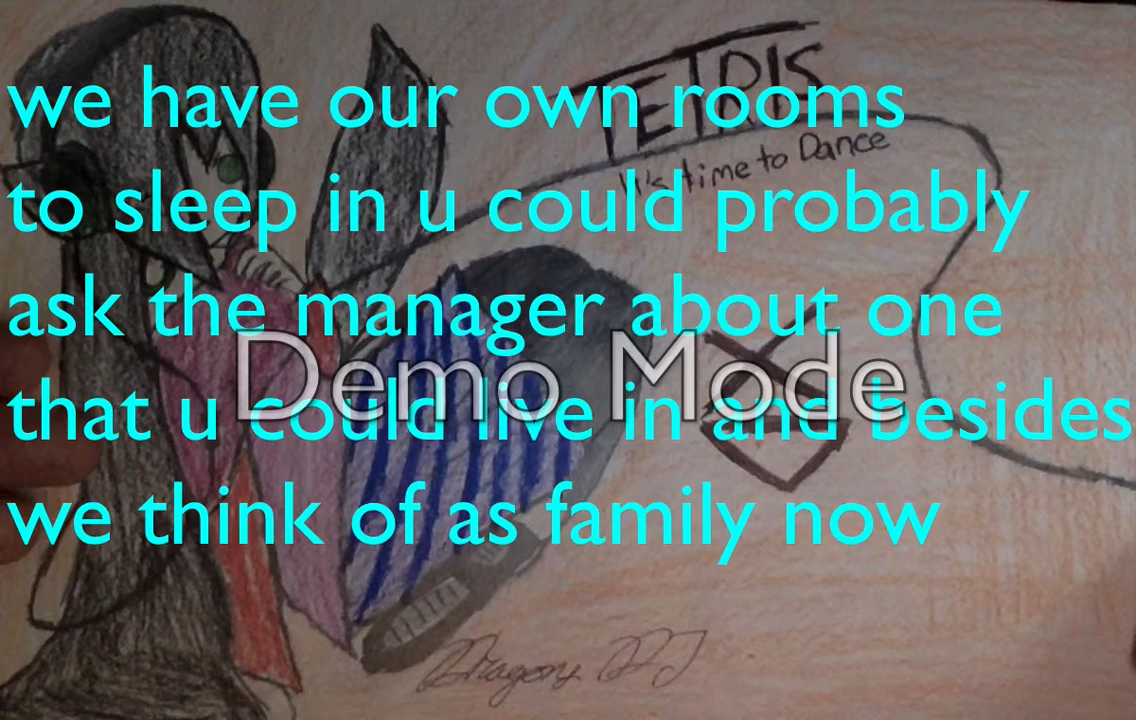 TETRIS
It's time to Dance
we have our own rooms
to sleep in u could probably
ask the manager about one
Demo Mode
that u could live in and besides
we think of as family now